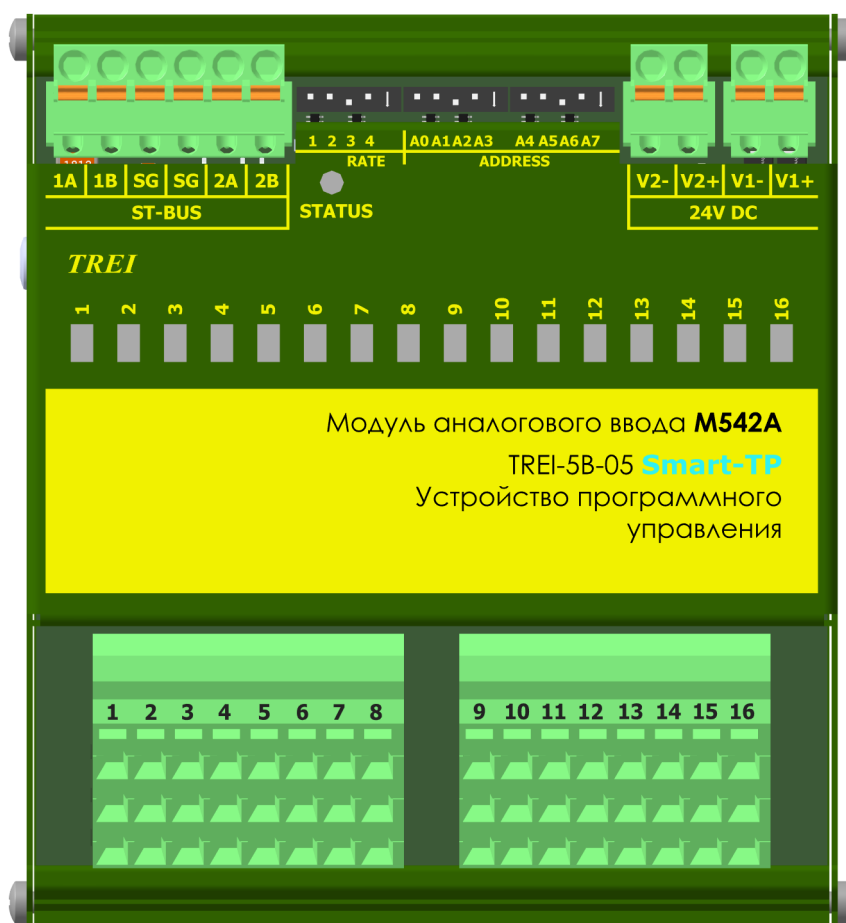 1 2 3 4 A0 A1 A2 A3 A4 A5 A6 A7
RATE ADDRESS
1A 1B SG SG 2A 2B V2- V2+ V1- V1+
ST-BUS STATUS 24V DC
TREI
1 2 3 4 5 6 7 8 9 10 11 12 13 14 15 16
Модуль аналогового ввода M542A
TREI-5B-05 Smart-TP
Устройство программного
управления
1 2 3 4 5 6 7 8 9 10 11 12 13 14 15 16